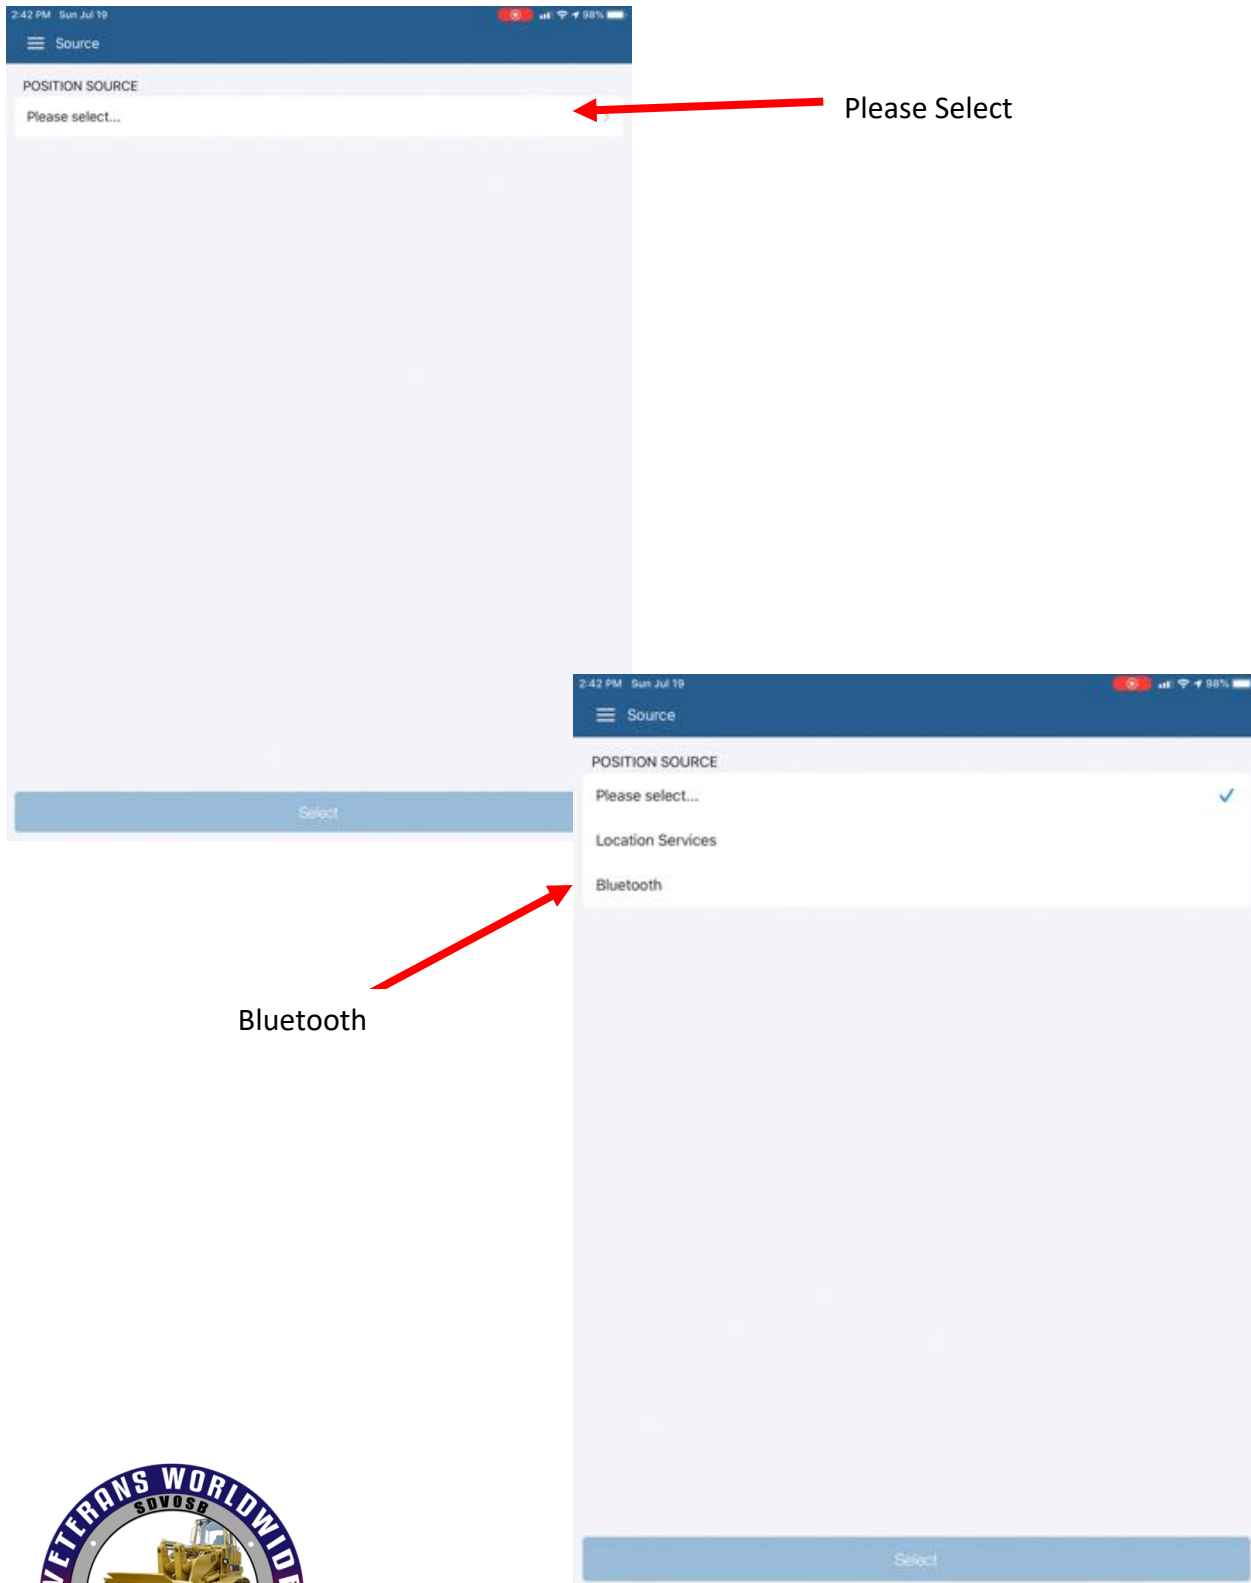 2:42 PM Sun Jul 19 98%
Source
POSITION SOURCE
Please select...
Please Select
Select
2:42 PM Sun Jul 19 98%
Source
POSITION SOURCE
Please select...
Location Services
Bluetooth
Bluetooth
Select
VETERANS WORLDWIDE
SDVOSB